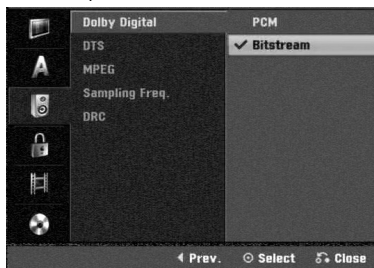 Dolby Digital
DTS
MPEG
Sampling Freq.
DRC
PCM
✔ Bitstream
A
◀ Prev. ⊙ Select Close